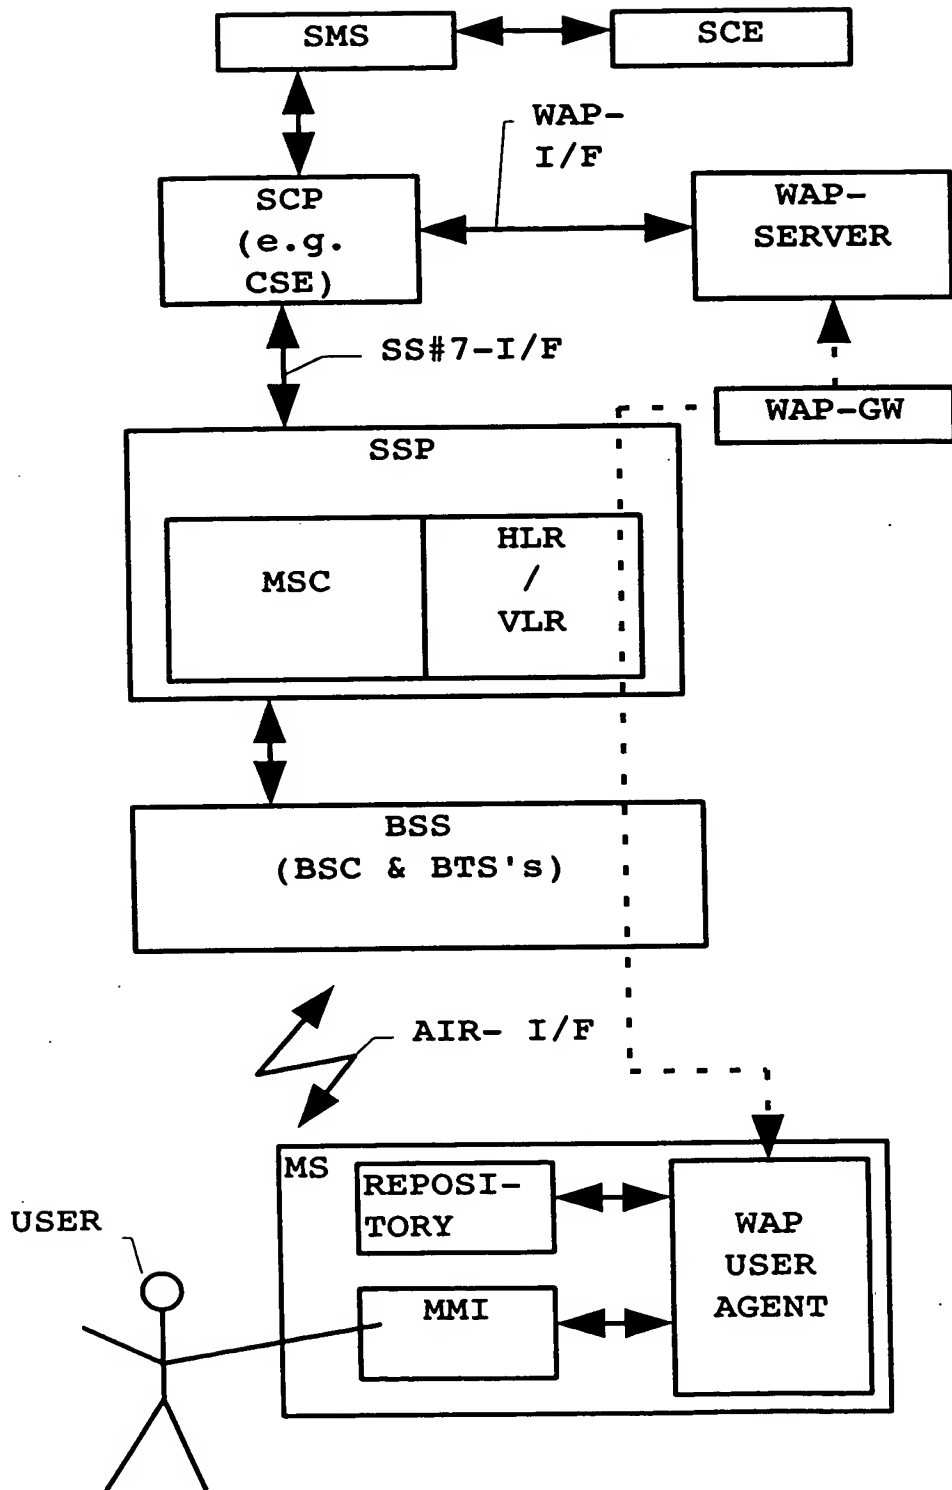 SMS
SCE
WAP-
I/F
SCP
(e.g.
CSE)
WAP-
SERVER
SS#7-I/F
WAP-GW
SSP
MSC
HLR
/
VLR
BSS
(BSC & BTS's)
AIR- I/F
MS
REPOSI-
TORY
WAP
USER
AGENT
USER
MMI